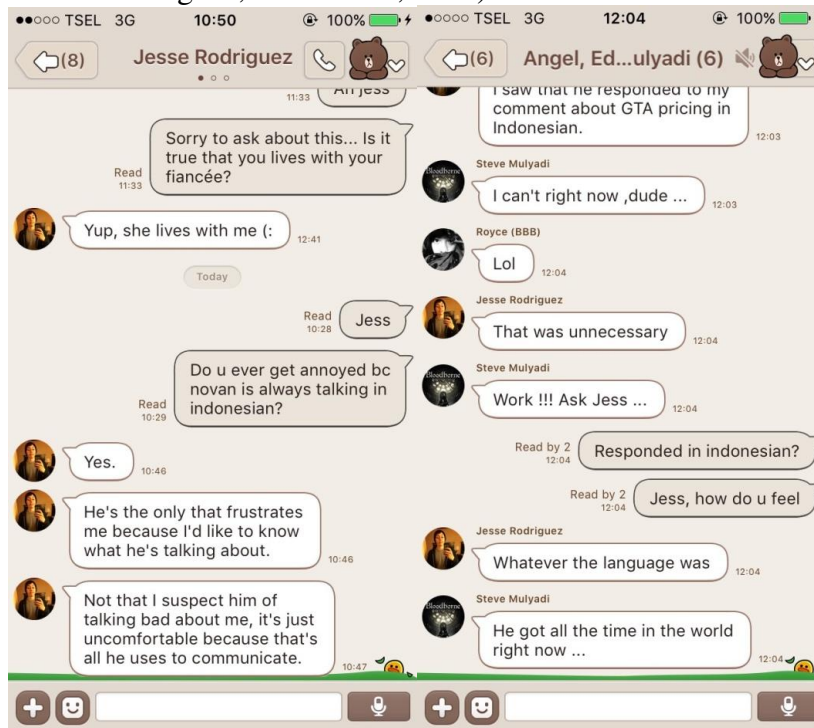 TSEL 3G 10:50 100%
(8) Jesse Rodriguez
11:33
Sorry to ask about this... Is it
true that you lives with your
fiancée?
Read
11:33
Yup, she lives with me (:
12:41
Today
Jess
Read
10:28
Do u ever get annoyed bc
novan is always talking in
indonesian?
Read
10:29
Yes.
10:46
He's the only that frustrates
me because I'd like to know
what he's talking about.
10:46
Not that I suspect him of
talking bad about me, it's just
uncomfortable because that's
all he uses to communicate.
10:47
TSEL 3G 12:04 100%
(6) Angel, Ed...ulyadi (6)
I saw that he responded to my
comment about GTA pricing in
Indonesian.
12:03
Steve Mulyadi
Bloodborne
I can't right now ,dude ...
12:03
Royce (BBB)
Lol
12:04
Jesse Rodriguez
That was unnecessary
12:04
Steve Mulyadi
Bloodborne
Work !!! Ask Jess ...
12:04
Responded in indonesian?
Read by 2
12:04
Jess, how do u feel
Read by 2
12:04
Jesse Rodriguez
Whatever the language was
12:04
Steve Mulyadi
Bloodborne
He got all the time in the world
right now ...
12:04